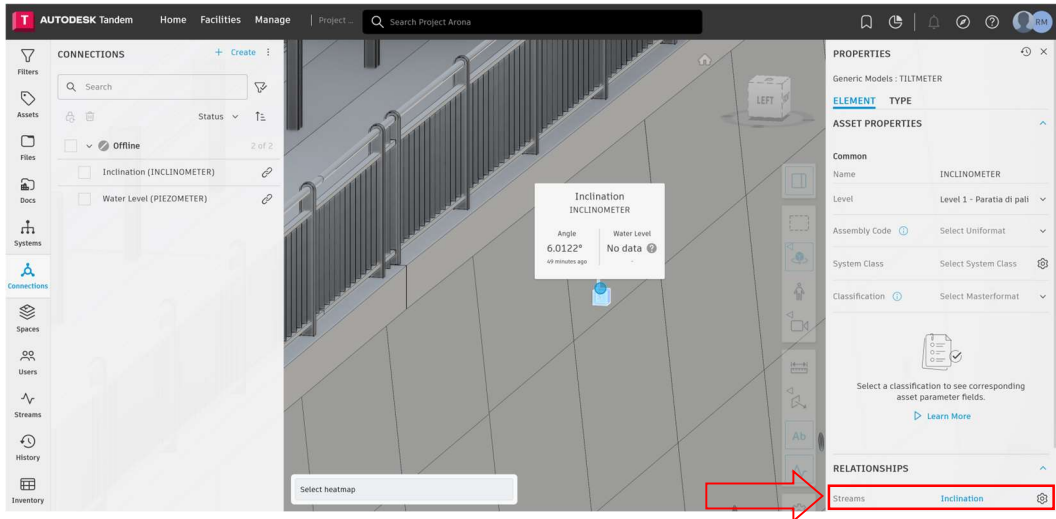 T AUTODESK Tandem Home Facilities Manage Project .. Search Project Arona RM
Filters
Assets
Files
Docs
Systems
Connections
Spaces
Users
Streams
History
Inventory
CONNECTIONS + Create
Search
Status
Offline 2 of 2
Inclination (INCLINOMETER)
Water Level (PIEZOMETER)
LEFT
Inclination
INCLINOMETER
Angle Water Level
6.0122° No data
49 minutes ago -
Ab
Select heatmap
PROPERTIES
Generic Models : TILTMETER
ELEMENT TYPE
ASSET PROPERTIES
Common
Name INCLINOMETER
Level Level 1 - Paratia di pali
Assembly Code Select Uniformat
System Class Select System Class
Classification Select Masterformat
Select a classification to see corresponding
asset parameter fields.
Learn More
RELATIONSHIPS
Streams Inclination